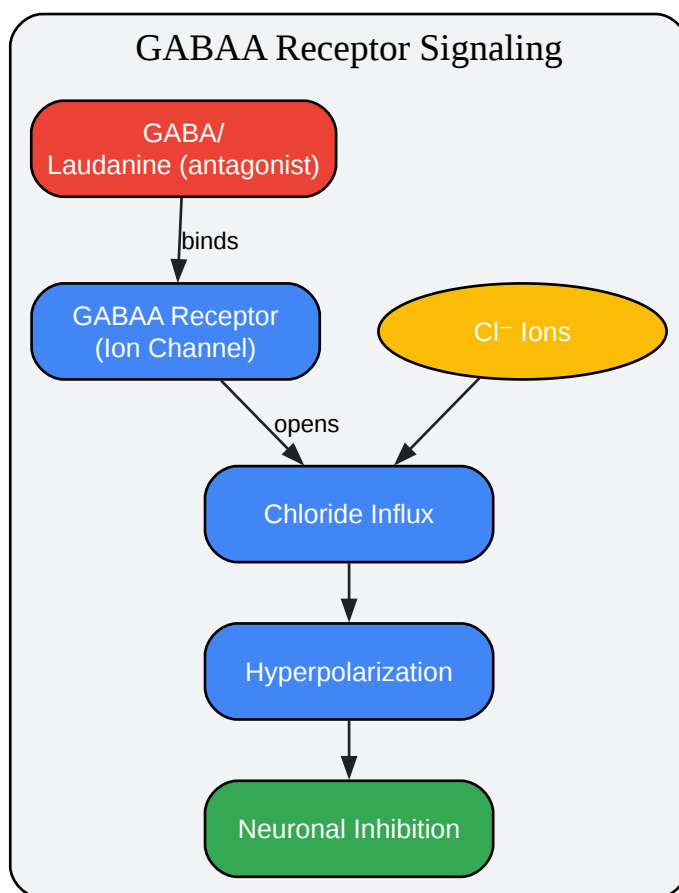 GABAA Receptor Signaling
GABA/
Laudanine (antagonist)
binds
GABAA Receptor
(Ion Channel)
Cl⁻ Ions
opens
Chloride Influx
Hyperpolarization
Neuronal Inhibition